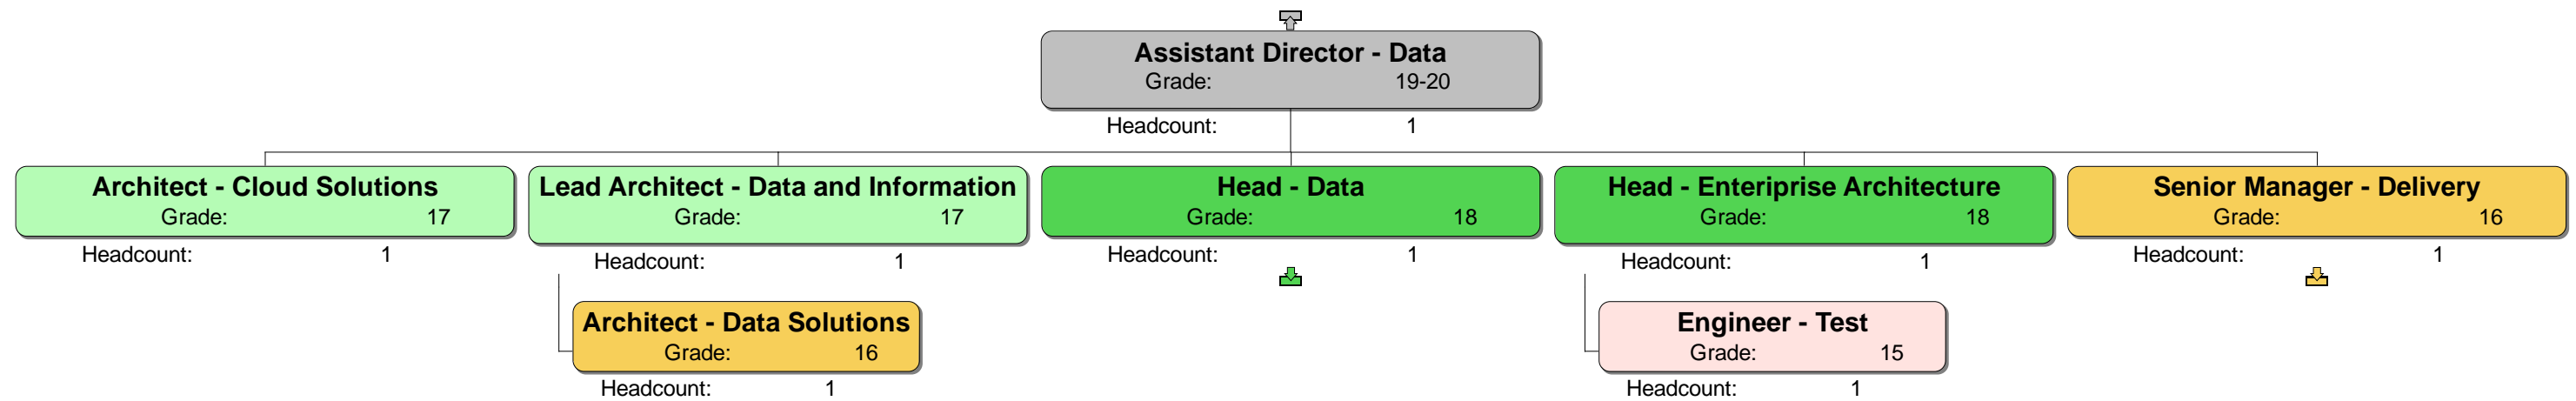 Assistant Director - Data
Grade: 19-20
Headcount: 1
Architect - Cloud Solutions
Grade: 17
Headcount: 1
Lead Architect - Data and Information
Grade: 17
Headcount: 1
Head - Data
Grade: 18
Headcount: 1
Head - Enteriprise Architecture
Grade: 18
Headcount: 1
Senior Manager - Delivery
Grade: 16
Headcount: 1
Architect - Data Solutions
Grade: 16
Headcount: 1
Engineer - Test
Grade: 15
Headcount: 1